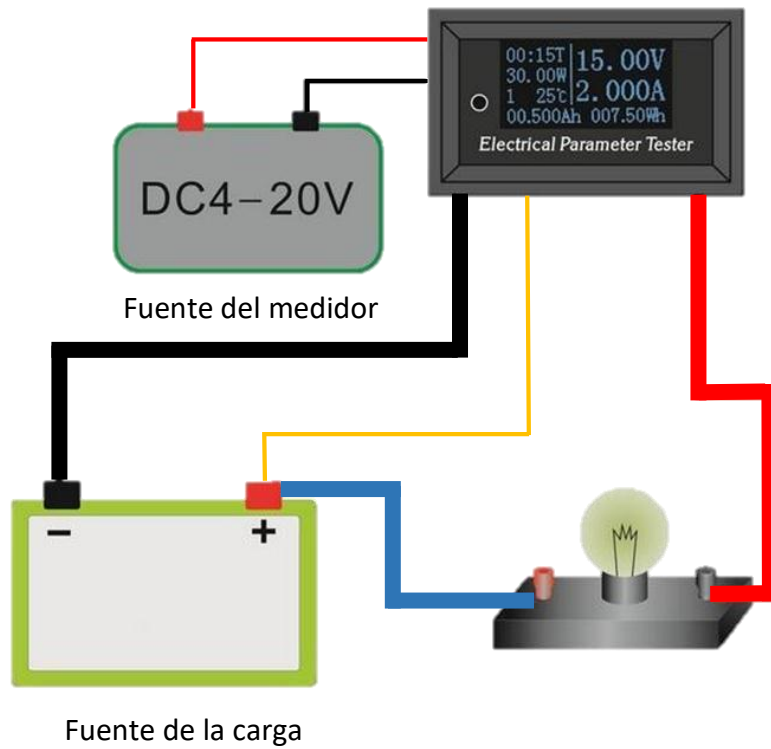 00:15T
15.00V
30.00W
1 25℃
2.000A
00.500Ah 007.50Wh
Electrical Parameter Tester
DC4-20V
Fuente del medidor
− +
Fuente de la carga